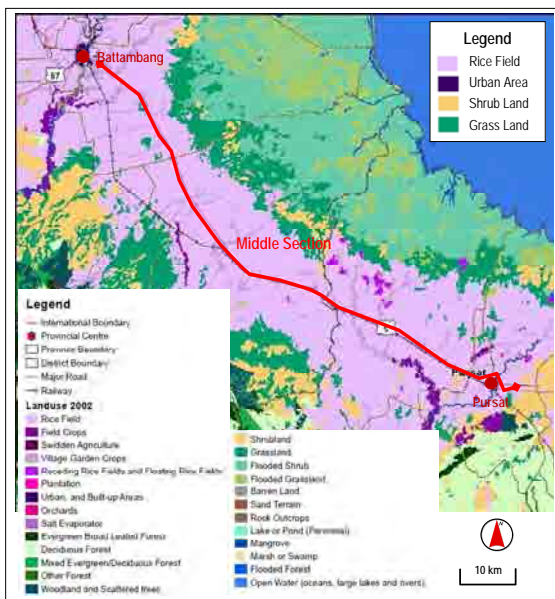 Battambang
57
Legend
Rice Field
Urban Area
Shrub Land
Grass Land
Middle Section
5
Pursat
Pursat
Legend
International Boundary
Provincial Centre
Province Boundary
District Boundary
Major Road
Railway
Landuse 2002
Rice Field
Field Crops
Swidden Agriculture
Village Garden Crops
Receding Rice Fields and Floating Rice Fields
Plantation
Urban, and Built-up Areas
Orchards
Salt Evaporator
Evergreen Broad Leafed Forest
Deciduous Forest
Mixed Evergreen/Deciduous Forest
Other Forest
Woodland and Scattered trees
Shrubland
Grassland
Flooded Shrub
Flooded Grassland
Barren Land
Sand Terrain
Rock Outcrops
Lake or Pond (Perennial)
Mangrove
Marsh or Swamp
Flooded Forest
Open Water (oceans, large lakes and rivers)
N
10 km